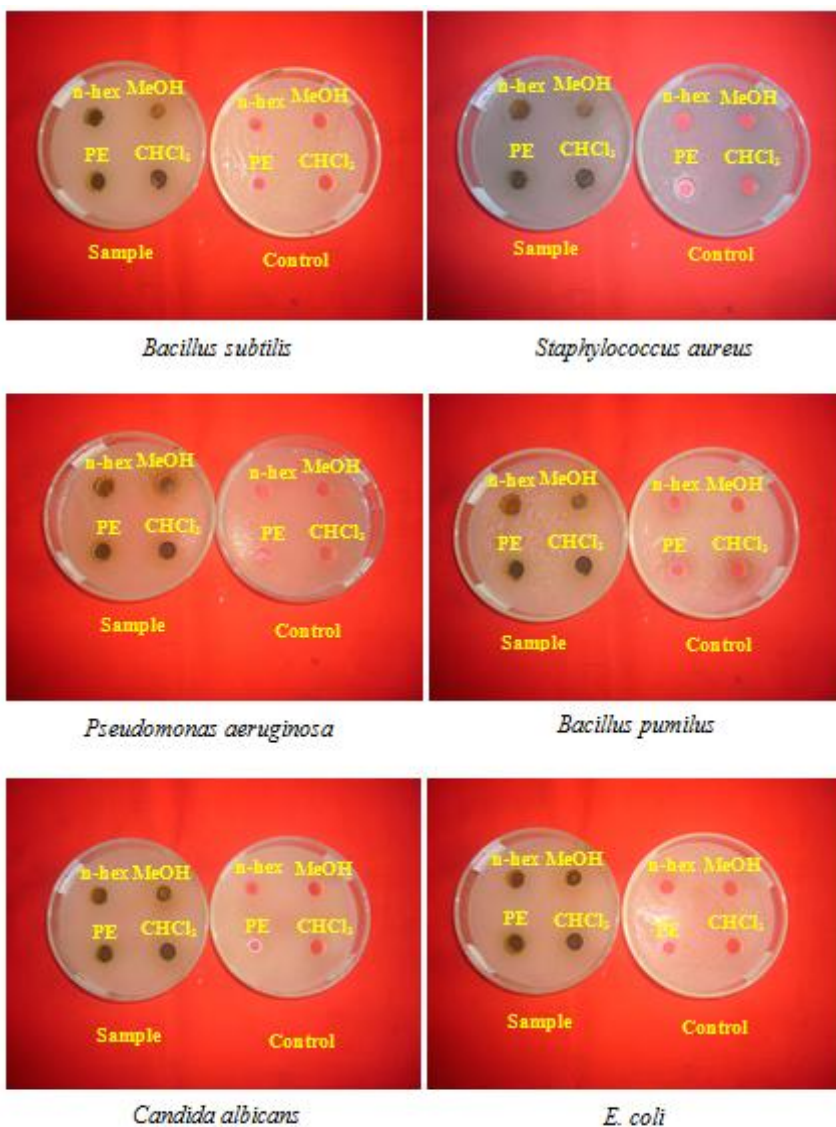 n-hex MeOH
PE CHCl₃
Sample
n-hex MeOH
PE CHCl₃
Control
Bacillus subtilis
n-hex MeOH
PE CHCl₃
Sample
n-hex MeOH
PE CHCl₃
Control
Staphylococcus aureus
n-hex MeOH
PE CHCl₃
Sample
n-hex MeOH
PE CHCl₃
Control
Pseudomonas aeruginosa
n-hex MeOH
PE CHCl₃
Sample
n-hex MeOH
PE CHCl₃
Control
Bacillus pumilus
n-hex MeOH
PE CHCl₃
Sample
n-hex MeOH
PE CHCl₃
Control
Candida albicans
n-hex MeOH
PE CHCl₃
Sample
n-hex MeOH
PE CHCl₃
Control
E. coli